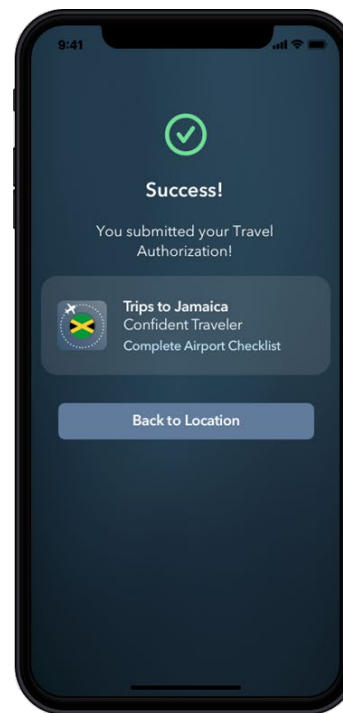 9:41
Success!
You submitted your Travel
Authorization!
Trips to Jamaica
Confident Traveler
Complete Airport Checklist
Back to Location